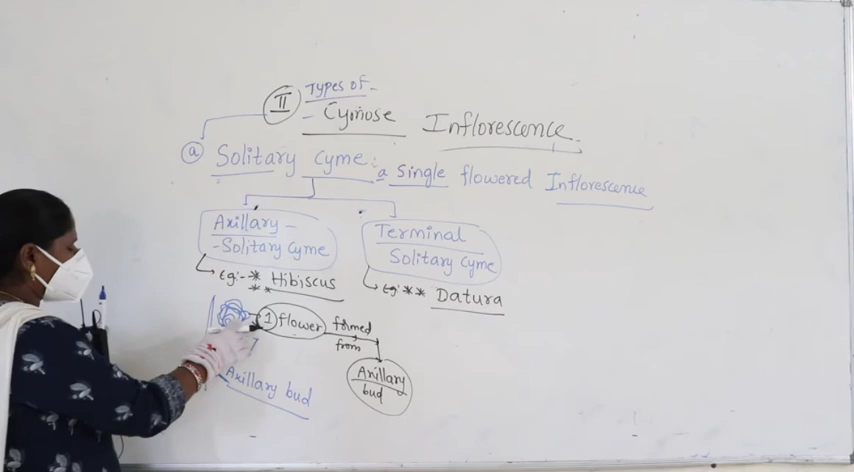 II Types of -
- Cymose Inflorescence.
a Solitary Cyme: a single flowered Inflorescence
Axillary -
- Solitary Cyme
Terminal
Solitary Cyme
eg:- * Hibiscus
* *
eg: * * Datura
1 flower formed
from
Axillary
bud
Axillary bud